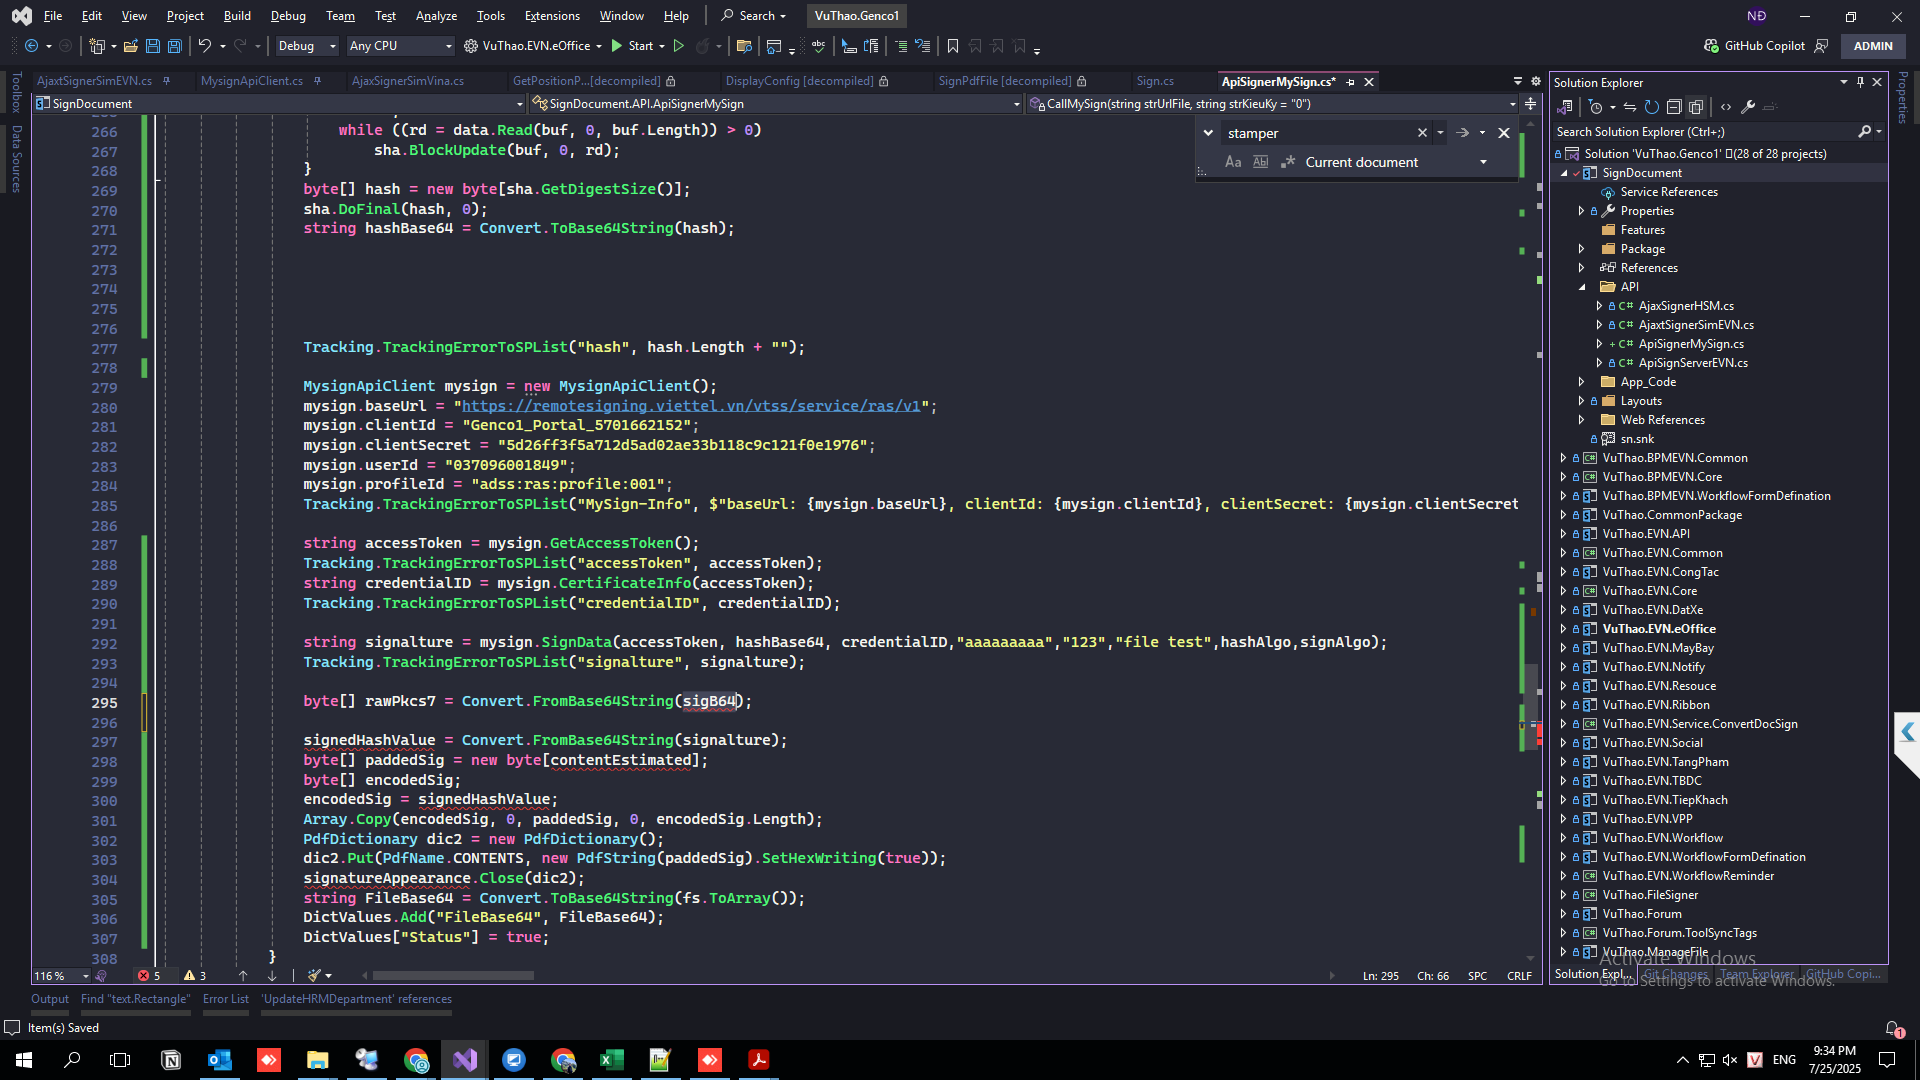 File Edit View Project Build Debug Team Test Analyze Tools Extensions Window Help Search VuThao.Genco1 NĐ
Debug Any CPU VuThao.EVN.eOffice Start GitHub Copilot ADMIN
Toolbox
Data Sources
AjaxtSignerSimEVN.cs MysignApiClient.cs AjaxSignerSimVina.cs GetPositionP...[decompiled] DisplayConfig [decompiled] SignPdfFile [decompiled] Sign.cs ApiSignerMySign.cs*
SignDocument SignDocument.API.ApiSignerMySign CallMySign(string strUrlFile, string strKieuKy = "0")
stamper
Aa Ab Current document
266 while ((rd = data.Read(buf, 0, buf.Length)) > 0)
267 sha.BlockUpdate(buf, 0, rd);
268 }
269 byte[] hash = new byte[sha.GetDigestSize()];
270 sha.DoFinal(hash, 0);
271 string hashBase64 = Convert.ToBase64String(hash);
272
273
274
275
276
277 Tracking.TrackingErrorToSPList("hash", hash.Length + "");
278
279 MysignApiClient mysign = new MysignApiClient();
280 mysign.baseUrl = "https://remotesigning.viettel.vn/vtss/service/ras/v1";
281 mysign.clientId = "Genco1_Portal_5701662152";
282 mysign.clientSecret = "5d26ff3f5a712d5ad02ae33b118c9c121f0e1976";
283 mysign.userId = "037096001849";
284 mysign.profileId = "adss:ras:profile:001";
285 Tracking.TrackingErrorToSPList("MySign-Info", $"baseUrl: {mysign.baseUrl}, clientId: {mysign.clientId}, clientSecret: {mysign.clientSecret
286
287 string accessToken = mysign.GetAccessToken();
288 Tracking.TrackingErrorToSPList("accessToken", accessToken);
289 string credentialID = mysign.CertificateInfo(accessToken);
290 Tracking.TrackingErrorToSPList("credentialID", credentialID);
291
292 string signalture = mysign.SignData(accessToken, hashBase64, credentialID,"aaaaaaaaa","123","file test",hashAlgo,signAlgo);
293 Tracking.TrackingErrorToSPList("signalture", signalture);
294
295 byte[] rawPkcs7 = Convert.FromBase64String(sigB64);
296
297 signedHashValue = Convert.FromBase64String(signalture);
298 byte[] paddedSig = new byte[contentEstimated];
299 byte[] encodedSig;
300 encodedSig = signedHashValue;
301 Array.Copy(encodedSig, 0, paddedSig, 0, encodedSig.Length);
302 PdfDictionary dic2 = new PdfDictionary();
303 dic2.Put(PdfName.CONTENTS, new PdfString(paddedSig).SetHexWriting(true));
304 signatureAppearance.Close(dic2);
305 string FileBase64 = Convert.ToBase64String(fs.ToArray());
306 DictValues.Add("FileBase64", FileBase64);
307 DictValues["Status"] = true;
308 }
116 % 5 3 Ln: 295 Ch: 66 SPC CRLF
Output Find "text.Rectangle" Error List 'UpdateHRMDepartment' references
Item(s) Saved
Solution Explorer
Search Solution Explorer (Ctrl+;)
Solution 'VuThao.Genco1' (28 of 28 projects)
SignDocument
Service References
Properties
Features
Package
References
API
C# AjaxSignerHSM.cs
C# AjaxtSignerSimEVN.cs
C# ApiSignerMySign.cs
C# ApiSignServerEVN.cs
App_Code
Layouts
Web References
sn.snk
VuThao.BPMEVN.Common
VuThao.BPMEVN.Core
VuThao.BPMEVN.WorkflowFormDefination
VuThao.CommonPackage
VuThao.EVN.API
VuThao.EVN.Common
VuThao.EVN.CongTac
VuThao.EVN.Core
VuThao.EVN.DatXe
VuThao.EVN.eOffice
VuThao.EVN.MayBay
VuThao.EVN.Notify
VuThao.EVN.Resouce
VuThao.EVN.Ribbon
VuThao.EVN.Service.ConvertDocSign
VuThao.EVN.Social
VuThao.EVN.TangPham
VuThao.EVN.TBDC
VuThao.EVN.TiepKhach
VuThao.EVN.VPP
VuThao.EVN.Workflow
VuThao.EVN.WorkflowFormDefination
VuThao.EVN.WorkflowReminder
VuThao.FileSigner
VuThao.Forum
VuThao.Forum.ToolSyncTags
VuThao.ManageFile
Solution Expl... Git Changes Team Explorer GitHub Copi...
Activate Windows
Go to Settings to activate Windows.
Properties
1
ENG
9:34 PM
7/25/2025